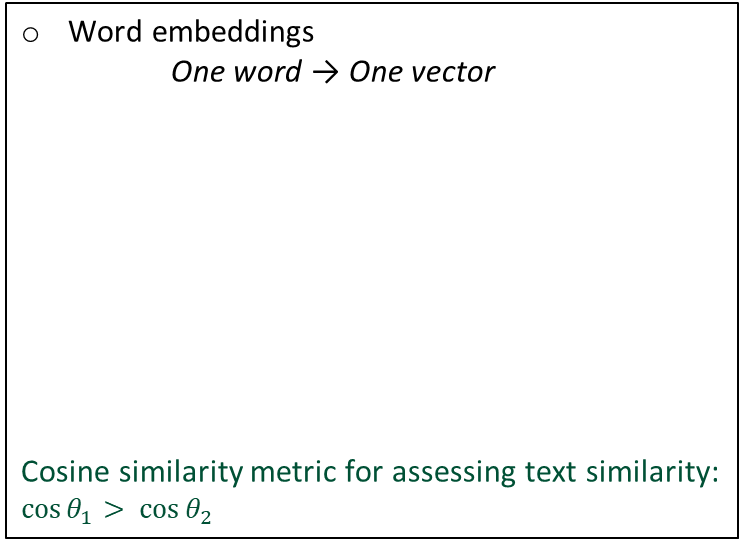 ○ Word embeddings
One word → One vector
Cosine similarity metric for assessing text similarity:
cos θ₁ > cos θ₂